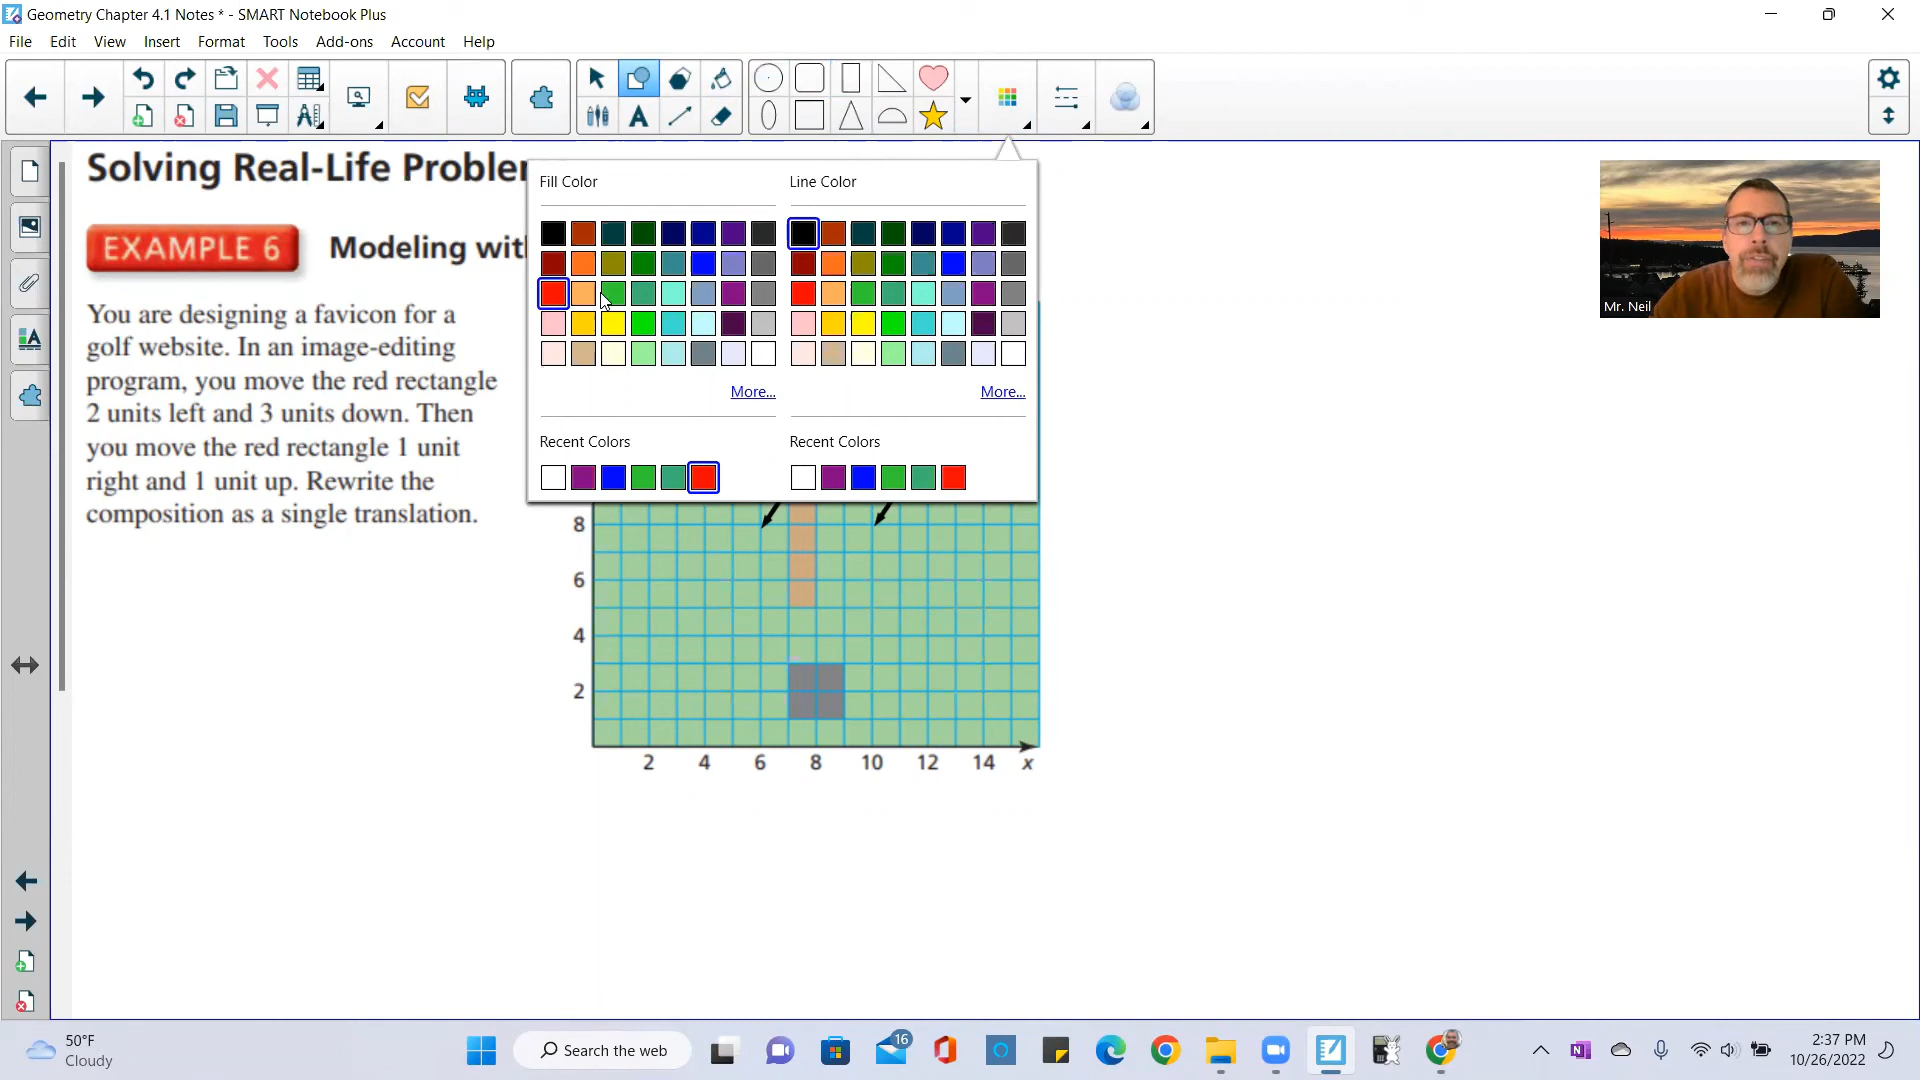 Geometry Chapter 4.1 Notes * - SMART Notebook Plus
File Edit View Insert Format Tools Add-ons Account Help
Solving Real-Life Proble
EXAMPLE 6 Modeling with
You are designing a favicon for a
golf website. In an image-editing
program, you move the red rectangle
2 units left and 3 units down. Then
you move the red rectangle 1 unit
right and 1 unit up. Rewrite the
composition as a single translation.
Fill Color Line Color
More... More...
Recent Colors Recent Colors
8
6
4
2
2 4 6 8 10 12 14 x
Mr. Neil
50°F
Cloudy
Search the web
16
2:37 PM
10/26/2022